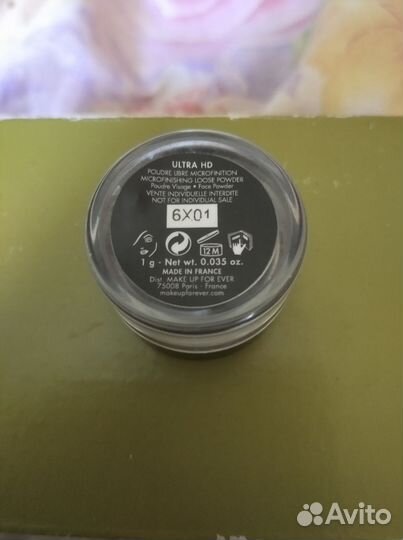 ULTRA HD
POUDRE LIBRE MICROFINITION
MICROFINISHING LOOSE POWDER
Poudre Visage • Face Powder
VENTE INDIVIDUELLE INTERDITE
NOT FOR INDIVIDUAL SALE
6X01
12 M
1 g - Net wt. 0.035 oz.
MADE IN FRANCE
Dist. MAKE UP FOR EVER
75008 Paris - France
makeupforever.com
Avito